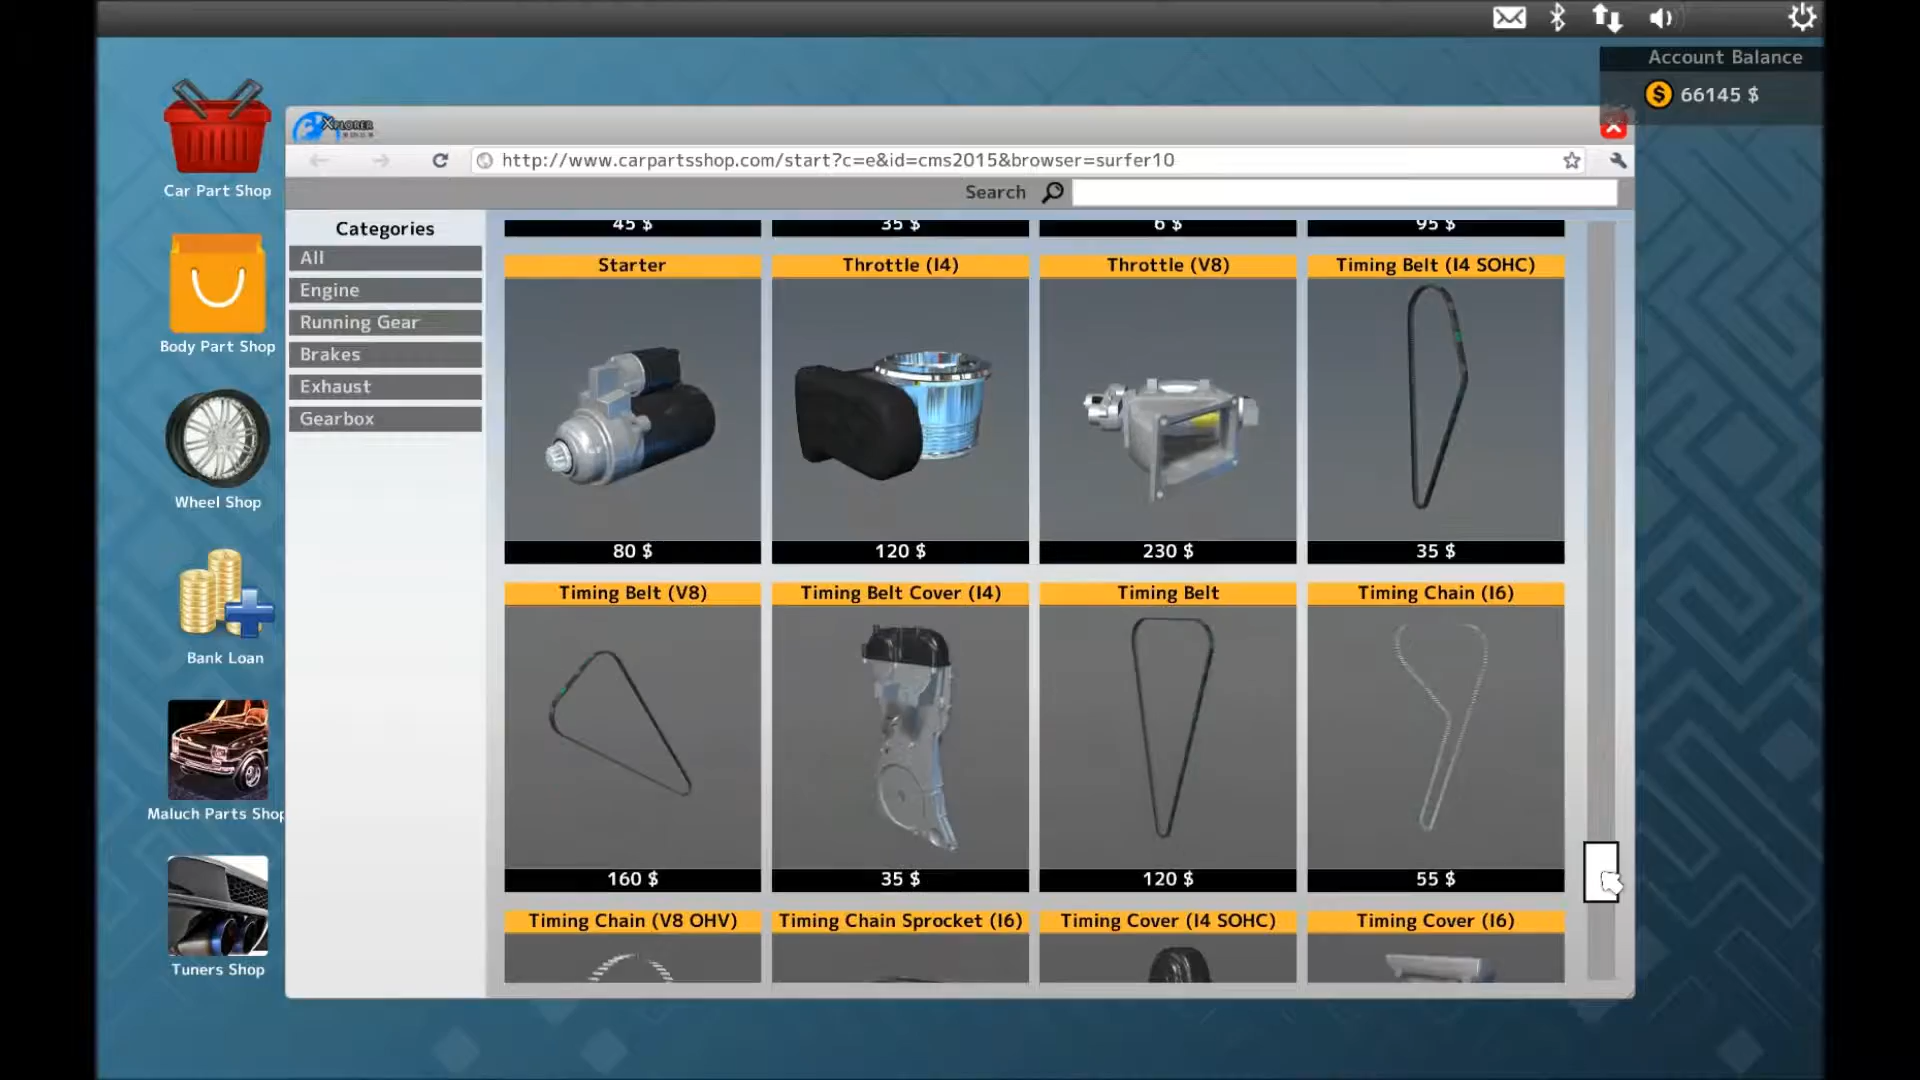 Account Balance
66145 $
XPLORER
http://www.carpartsshop.com/start?c=e&id=cms2015&browser=surfer10
Search
Car Part Shop
Body Part Shop
Wheel Shop
Bank Loan
Maluch Parts Shop
Tuners Shop
Categories
All
Engine
Running Gear
Brakes
Exhaust
Gearbox
45 $ 35 $ 6 $ 95 $
Starter Throttle (I4) Throttle (V8) Timing Belt (I4 SOHC)
80 $ 120 $ 230 $ 35 $
Timing Belt (V8) Timing Belt Cover (I4) Timing Belt Timing Chain (I6)
160 $ 35 $ 120 $ 55 $
Timing Chain (V8 OHV) Timing Chain Sprocket (I6) Timing Cover (I4 SOHC) Timing Cover (I6)